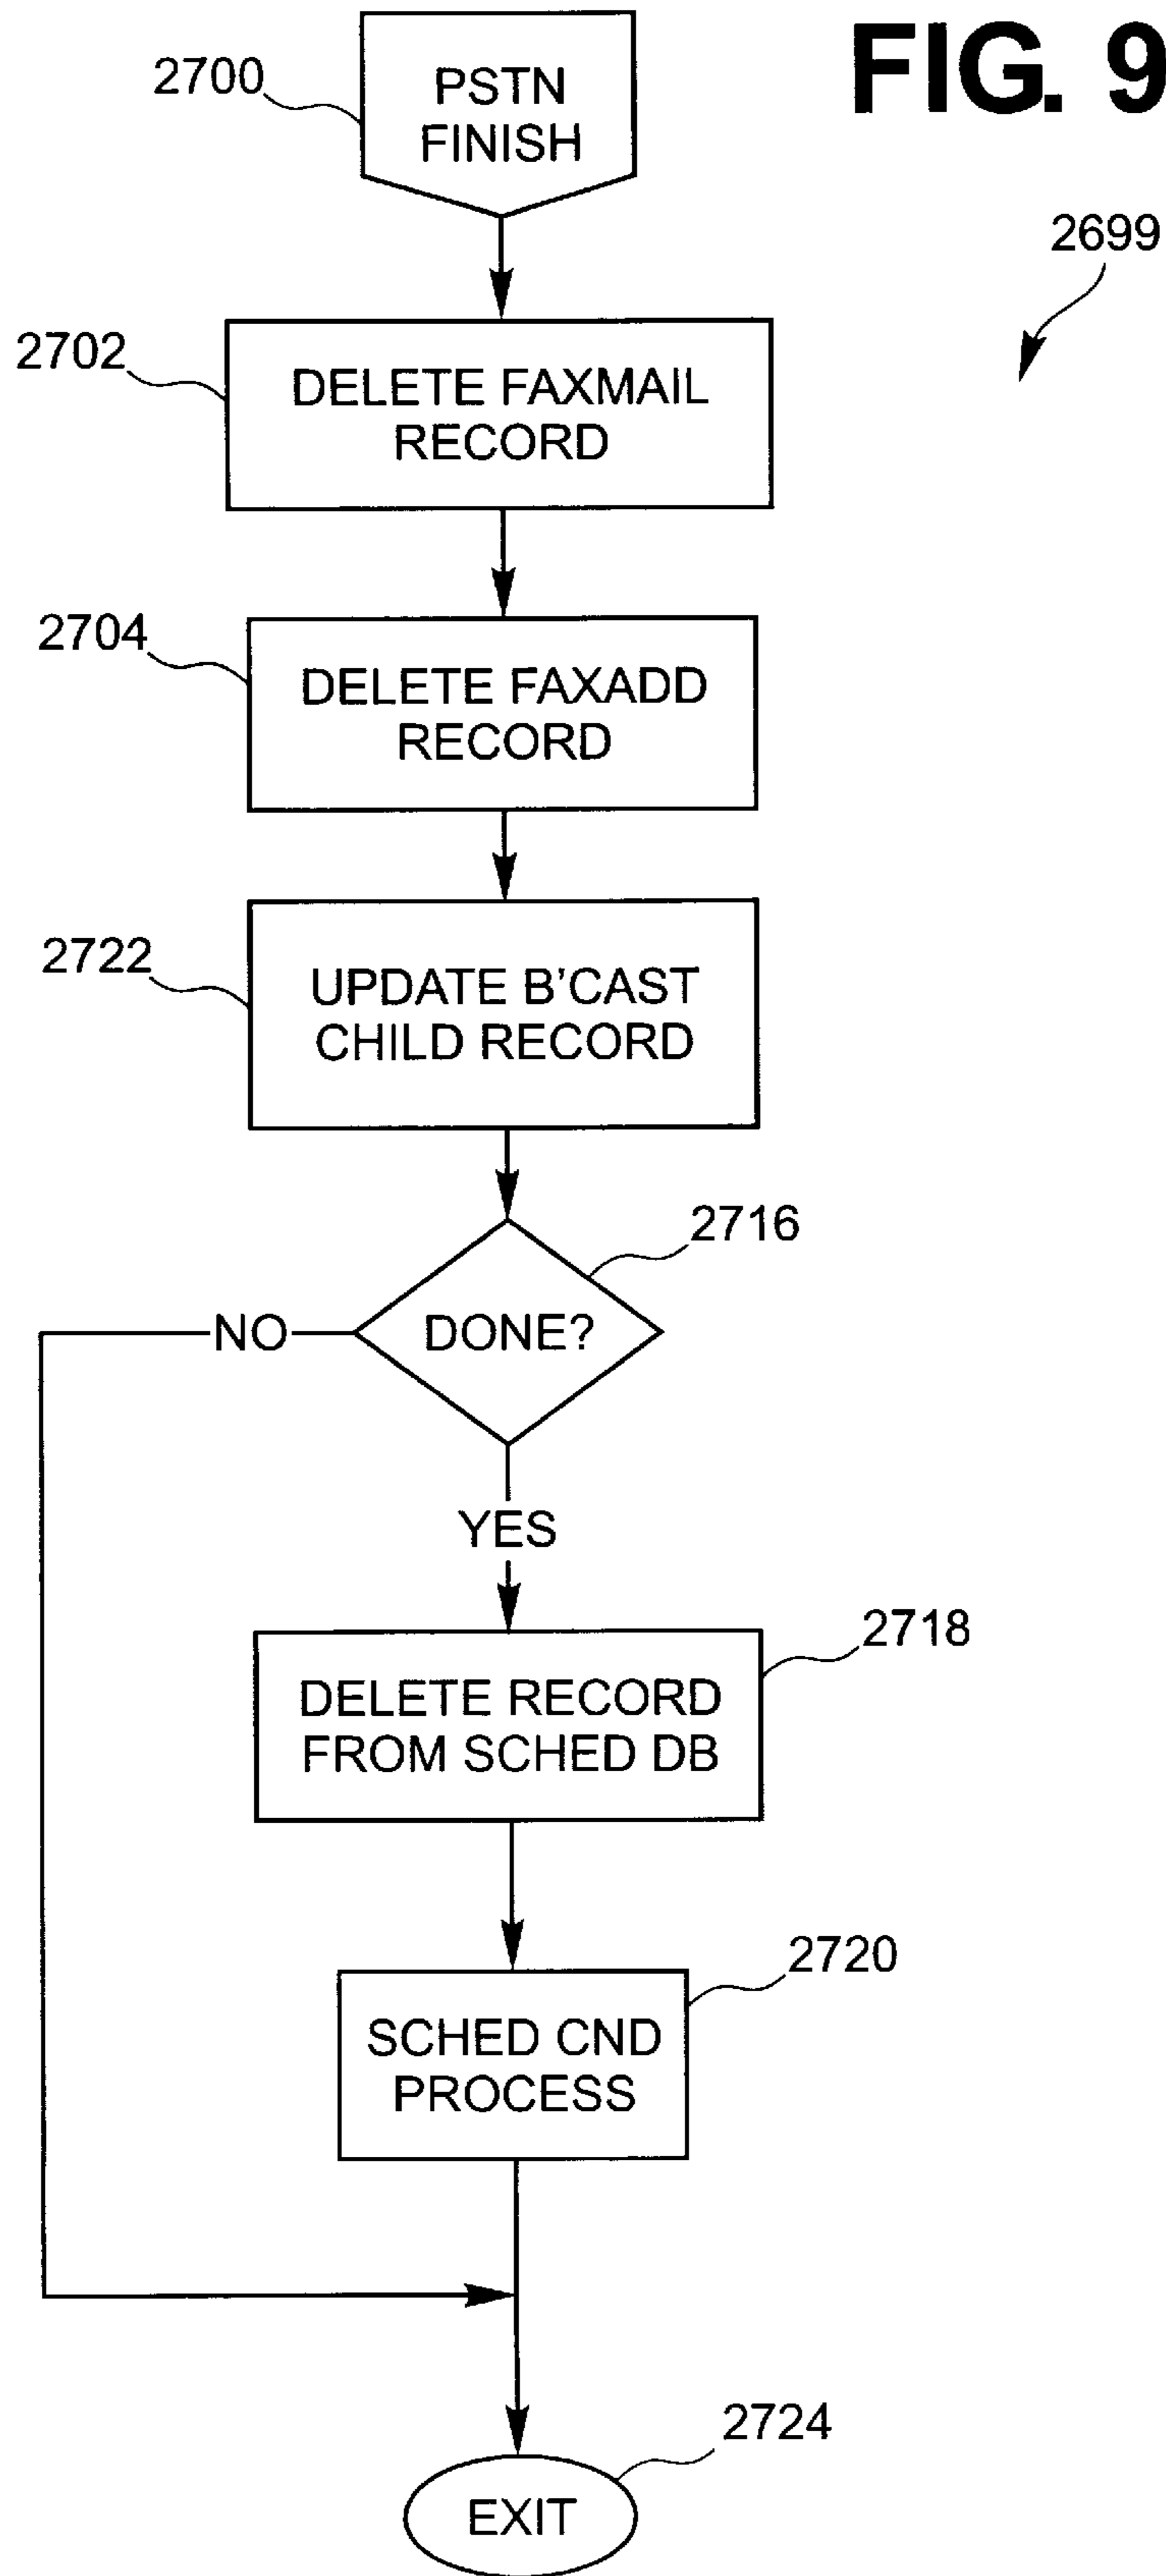 FIG. 9
2700
PSTN
FINISH
2699
2702
DELETE FAXMAIL
RECORD
2704
DELETE FAXADD
RECORD
2722
UPDATE B'CAST
CHILD RECORD
2716
NO
DONE?
YES
2718
DELETE RECORD
FROM SCHED DB
2720
SCHED CND
PROCESS
2724
EXIT